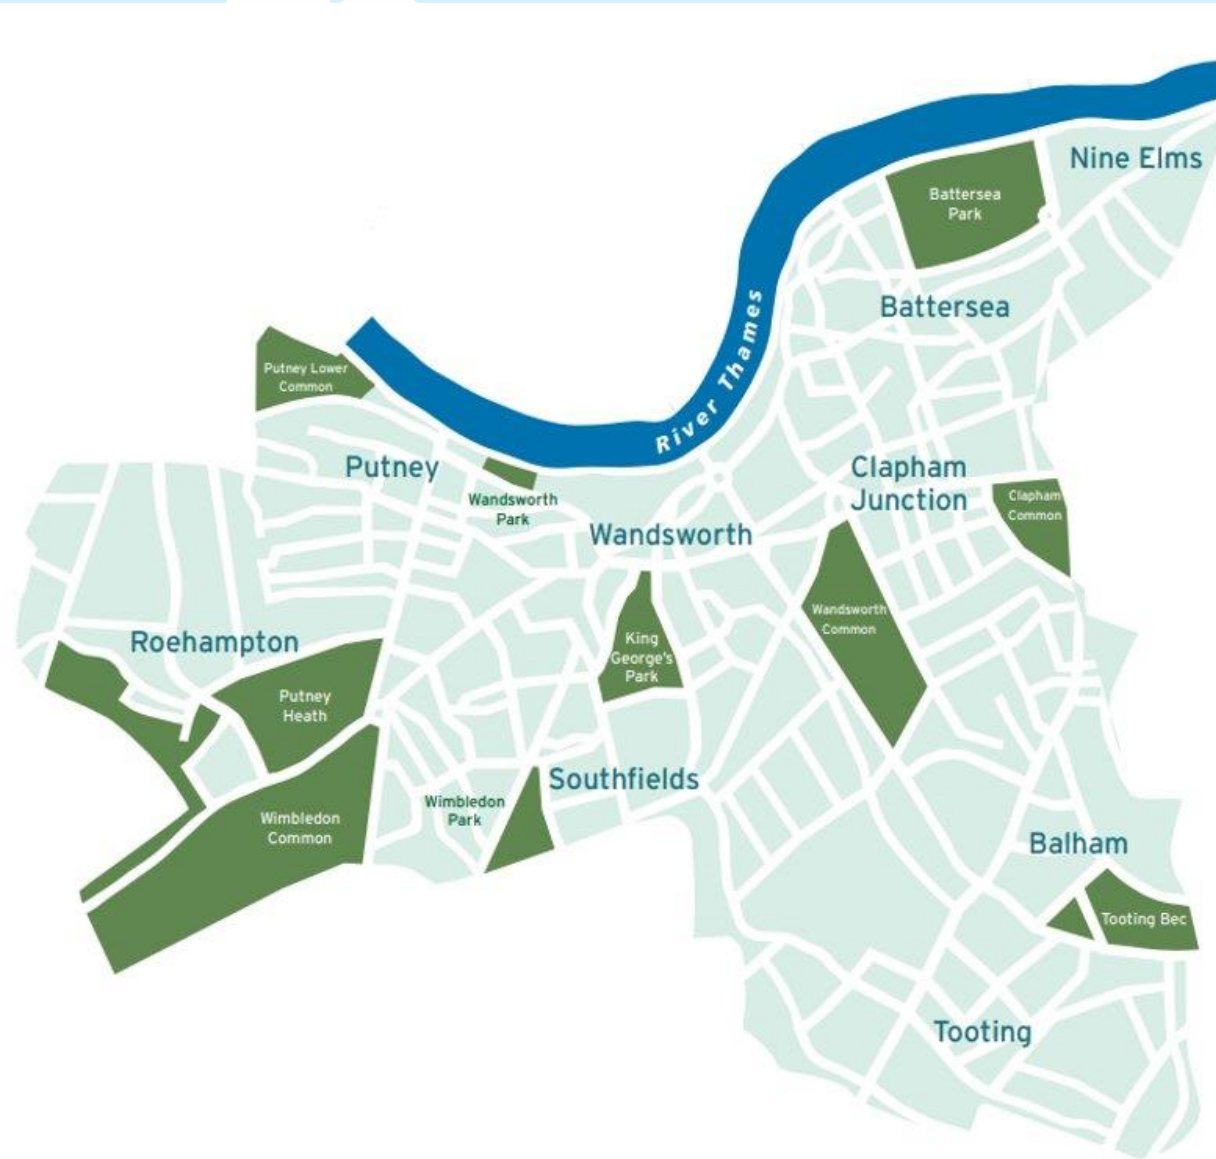 Nine Elms
Battersea
Park
Battersea
River Thames
Putney Lower
Common
Putney
Wandsworth
Park
Clapham
Junction
Clapham
Common
Wandsworth
Wandsworth
Common
Roehampton
King
George's
Park
Putney
Heath
Southfields
Wimbledon
Park
Wimbledon
Common
Balham
Tooting Bec
Tooting